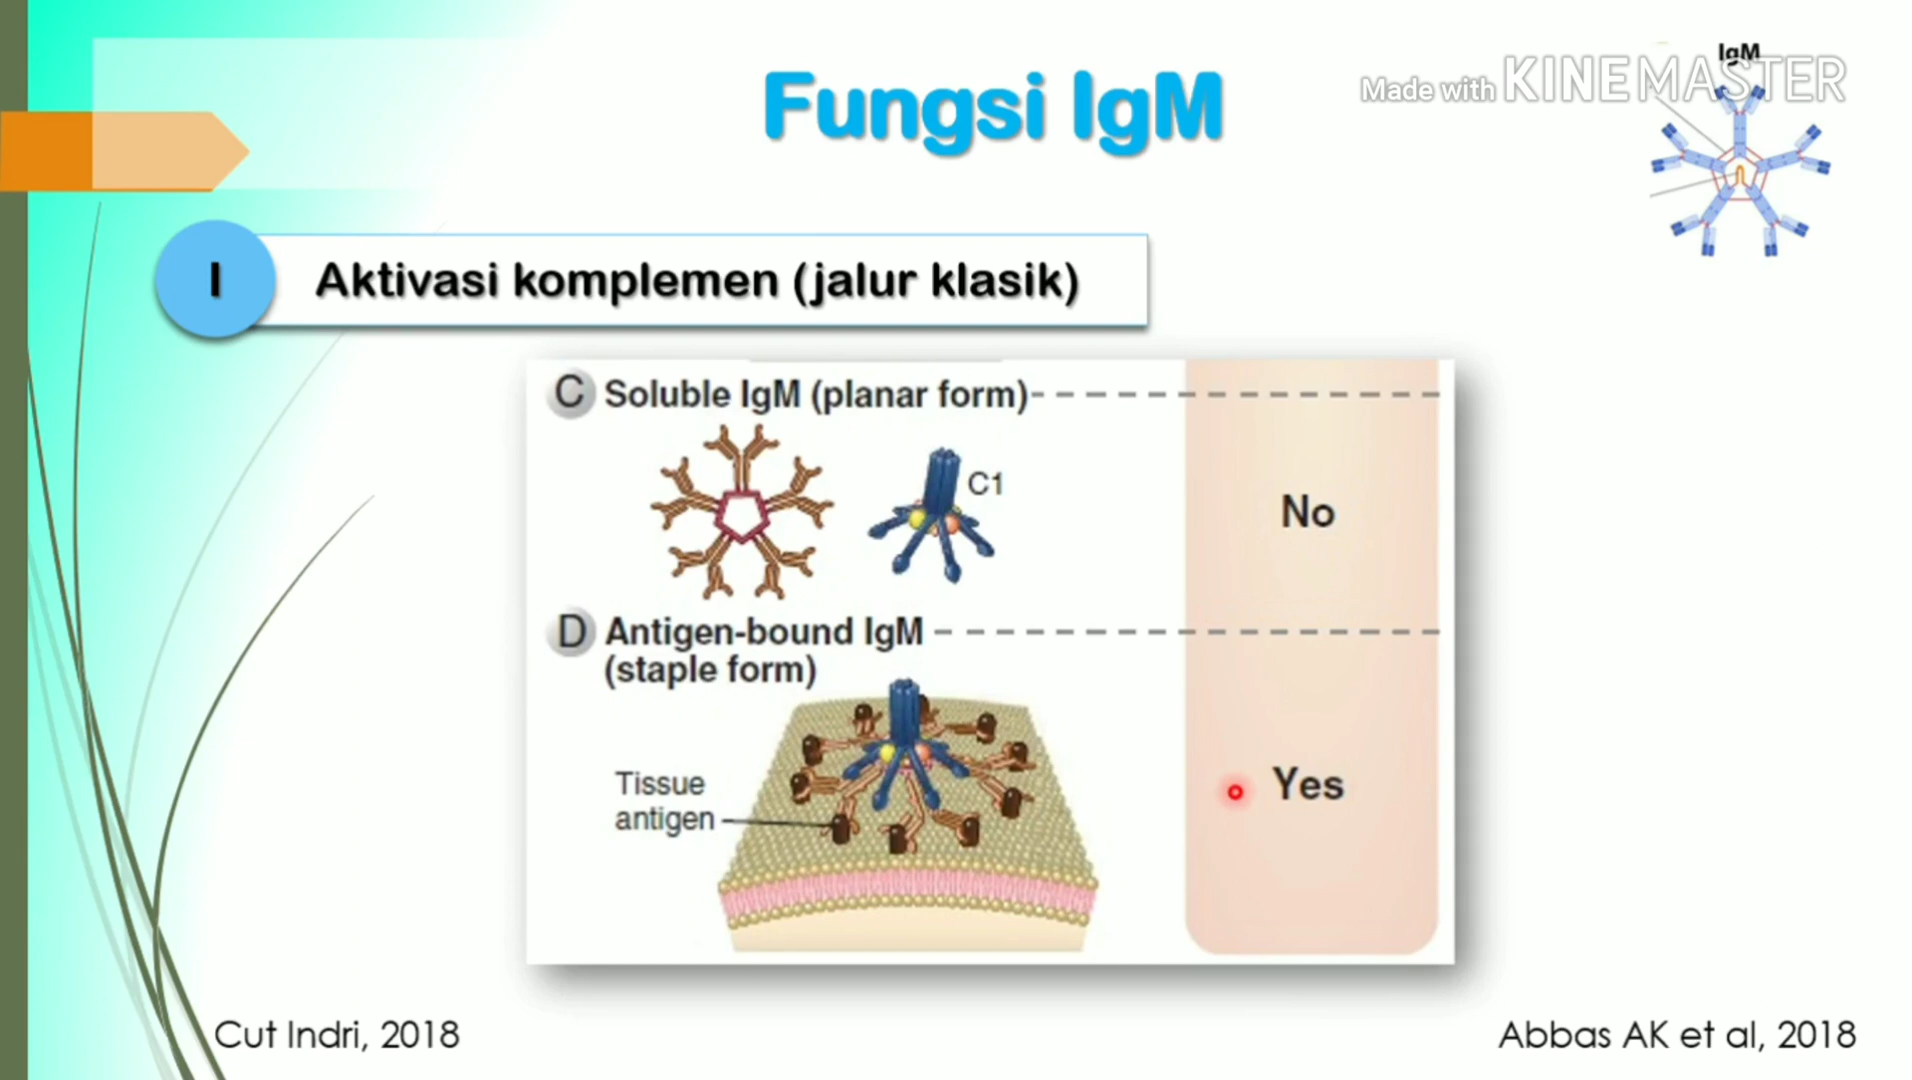 Fungsi IgM
Made with KINEMASTER
IgM
I
Aktivasi komplemen (jalur klasik)
C Soluble IgM (planar form)
C1
No
D Antigen-bound IgM
(staple form)
Tissue
antigen
Yes
Cut Indri, 2018
Abbas AK et al, 2018